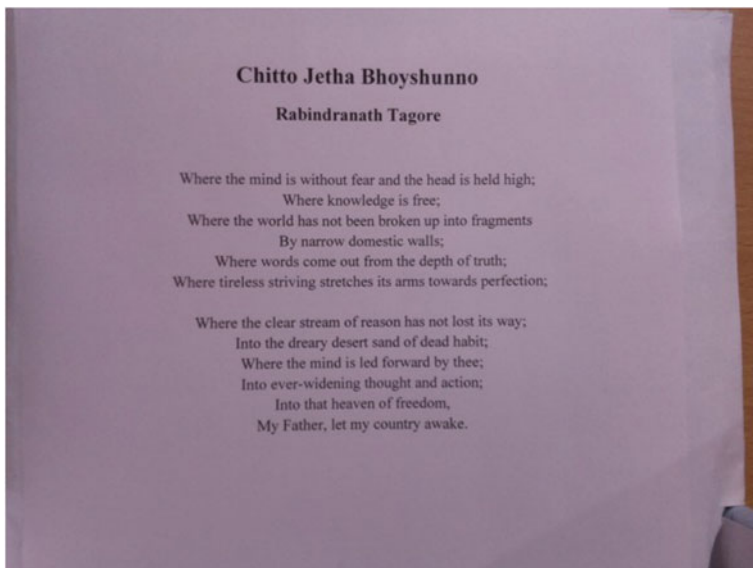 Chitto Jetha Bhoyshunno
Rabindranath Tagore
Where the mind is without fear and the head is held high;
Where knowledge is free;
Where the world has not been broken up into fragments
By narrow domestic walls;
Where words come out from the depth of truth;
Where tireless striving stretches its arms towards perfection;
Where the clear stream of reason has not lost its way;
Into the dreary desert sand of dead habit;
Where the mind is led forward by thee;
Into ever-widening thought and action;
Into that heaven of freedom,
My Father, let my country awake.